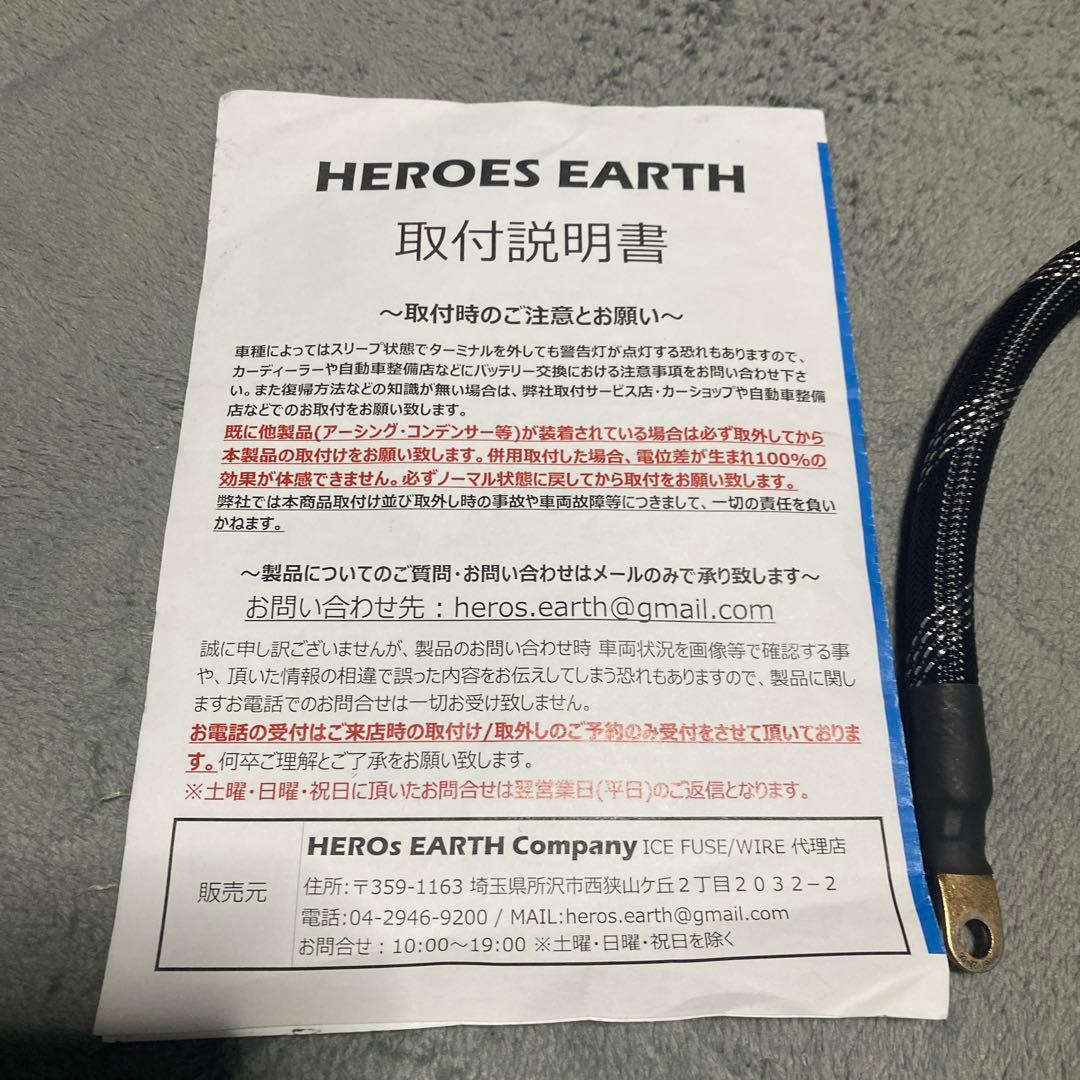 HEROES EARTH
取付説明書
～取付時のご注意とお願い～
車種によってはスリープ状態でターミナルを外しても警告灯が点灯する恐れもありますので、
カーディーラーや自動車整備店などにバッテリー交換における注意事項をお問い合わせ下さ
い。また復帰方法などの知識が無い場合は、弊社取付サービス店・カーショップや自動車整備
店などでのお取付をお願い致します。
既に他製品(アーシング・コンデンサー等)が装着されている場合は必ず取外してから
本製品の取付けをお願い致します。併用取付した場合、電位差が生まれ100%の
効果が体感できません。必ずノーマル状態に戻してから取付をお願い致します。
弊社では本商品取付け並び取外し時の事故や車両故障等につきまして、一切の責任を負い
かねます。
～製品についてのご質問・お問い合わせはメールのみで承り致します～
お問い合わせ先：heros.earth@gmail.com
誠に申し訳ございませんが、製品のお問い合わせ時 車両状況を画像等で確認する事
や、頂いた情報の相違で誤った内容をお伝えしてしまう恐れもありますので、製品に関し
ますお電話でのお問合せは一切お受け致しません。
お電話の受付はご来店時の取付け/取外しのご予約のみ受付をさせて頂いておりま
す。何卒ご理解とご了承をお願い致します。
※土曜・日曜・祝日に頂いたお問合せは翌営業日(平日)のご返信となります。
販売元
HEROs EARTH Company ICE FUSE/WIRE 代理店
住所:〒359-1163 埼玉県所沢市西狭山ケ丘２丁目２０３２－２
電話:04-2946-9200 / MAIL:heros.earth@gmail.com
お問合せ：10:00～19:00 ※土曜・日曜・祝日を除く